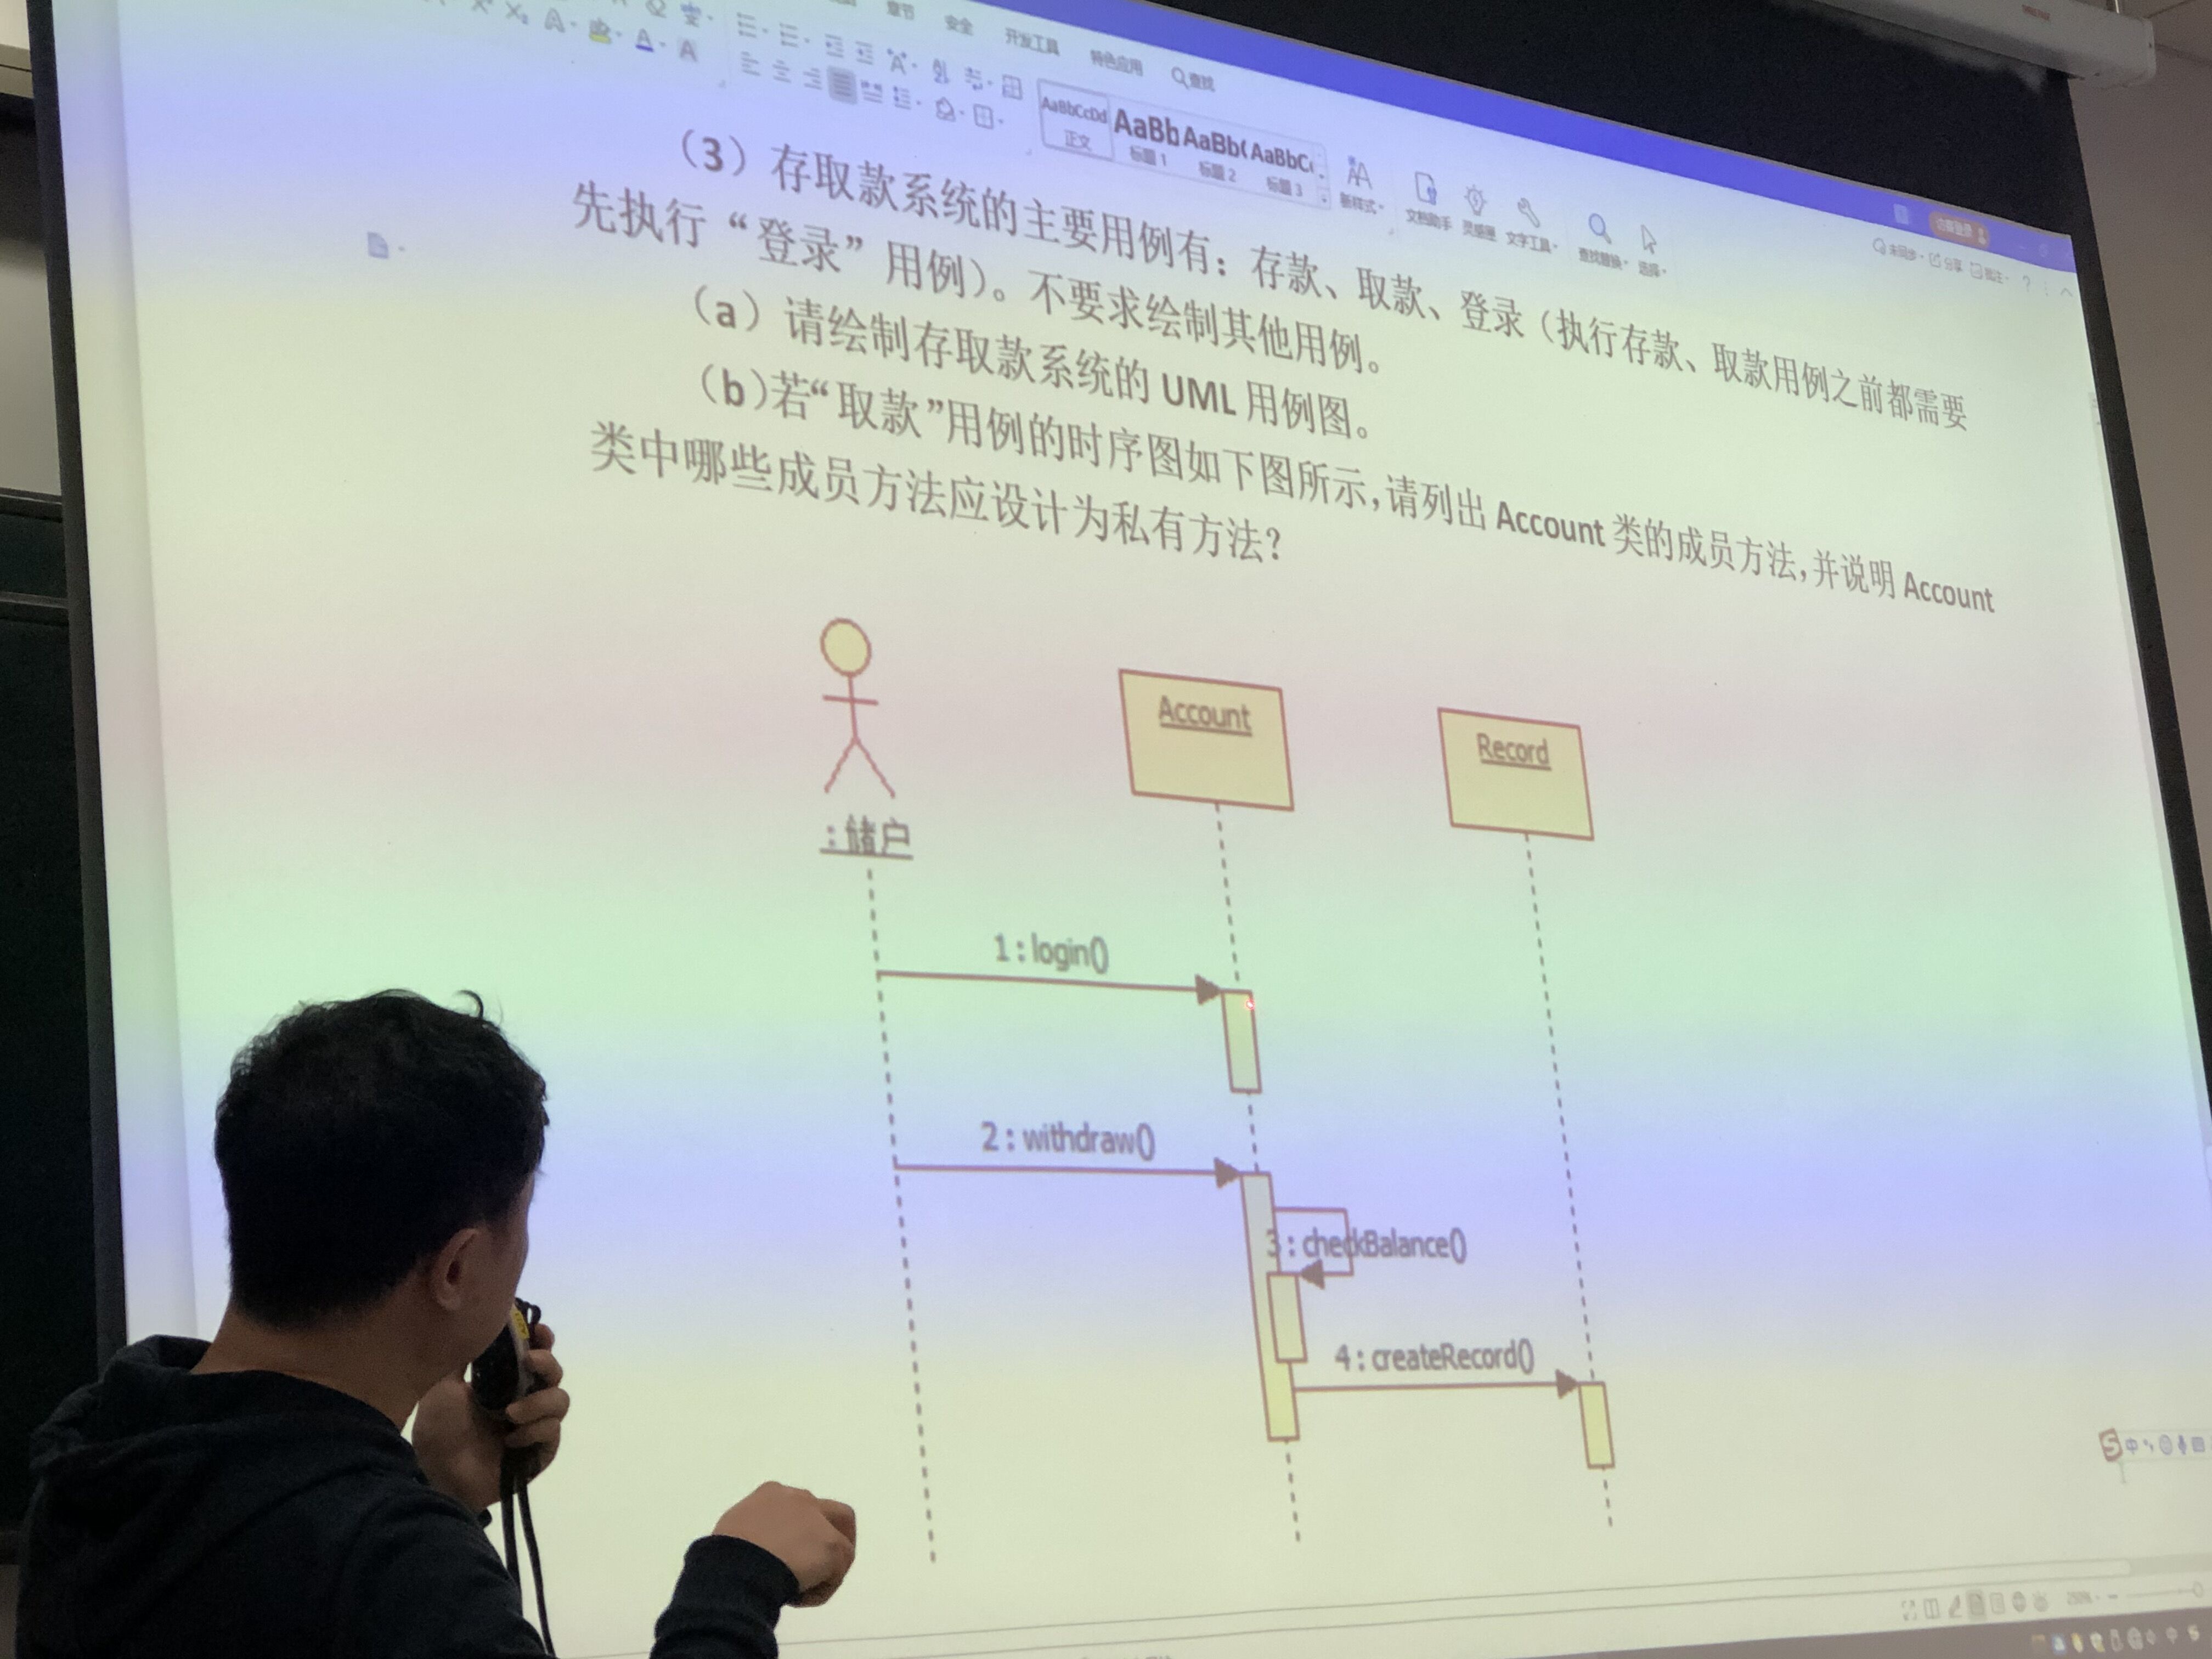 章节 安全 开发工具 特色应用 查找
AaBbCcDd AaBb AaBb( AaBbC
正文 标题 1 标题 2 标题 3 新样式 文档助手 灵感屋 文字工具 查找替换 选择
未同步 分享 批注
（3）存取款系统的主要用例有：存款、取款、登录（执行存款、取款用例之前都需要
先执行“登录”用例）。不要求绘制其他用例。
（a）请绘制存取款系统的 UML 用例图。
（b）若“取款”用例的时序图如下图所示，请列出 Account 类的成员方法，并说明 Account
类中哪些成员方法应设计为私有方法？
Account
Record
: 储户
1 : login()
2 : withdraw()
3 : checkBalance()
4 : createRecord()
中